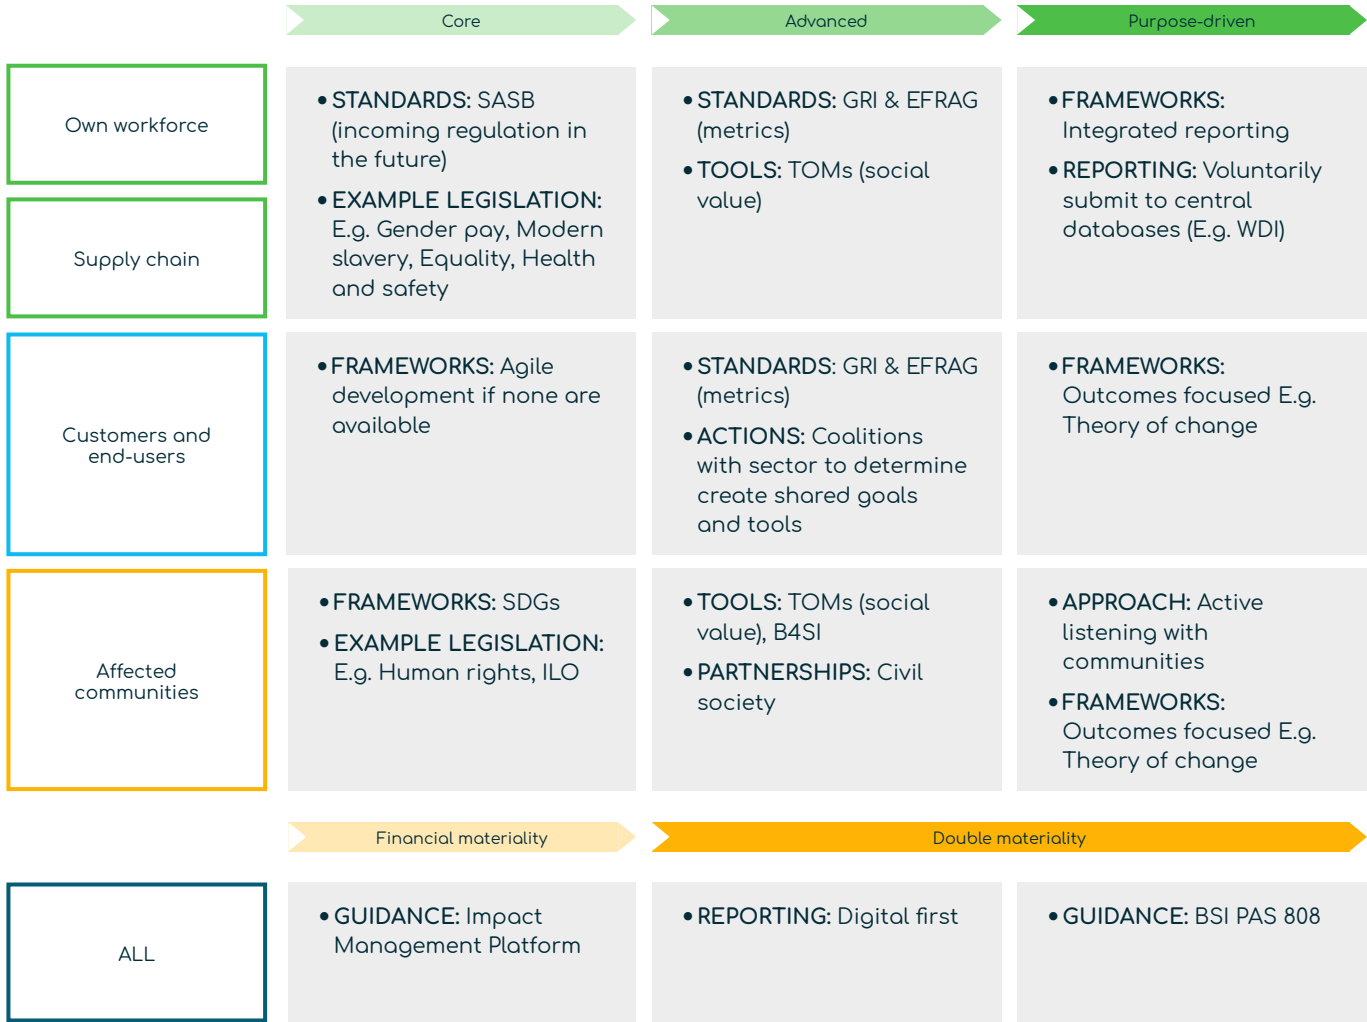 Core
Advanced
Purpose-driven
Own workforce
Supply chain
• STANDARDS: SASB
(incoming regulation in
the future)
• EXAMPLE LEGISLATION:
E.g. Gender pay, Modern
slavery, Equality, Health
and safety
• STANDARDS: GRI & EFRAG
(metrics)
• TOOLS: TOMs (social
value)
• FRAMEWORKS:
Integrated reporting
• REPORTING: Voluntarily
submit to central
databases (E.g. WDI)
Customers and
end-users
• FRAMEWORKS: Agile
development if none are
available
• STANDARDS: GRI & EFRAG
(metrics)
• ACTIONS: Coalitions
with sector to determine
create shared goals
and tools
• FRAMEWORKS:
Outcomes focused E.g.
Theory of change
Affected
communities
• FRAMEWORKS: SDGs
• EXAMPLE LEGISLATION:
E.g. Human rights, ILO
• TOOLS: TOMs (social
value), B4SI
• PARTNERSHIPS: Civil
society
• APPROACH: Active
listening with
communities
• FRAMEWORKS:
Outcomes focused E.g.
Theory of change
Financial materiality
Double materiality
ALL
• GUIDANCE: Impact
Management Platform
• REPORTING: Digital first
• GUIDANCE: BSI PAS 808